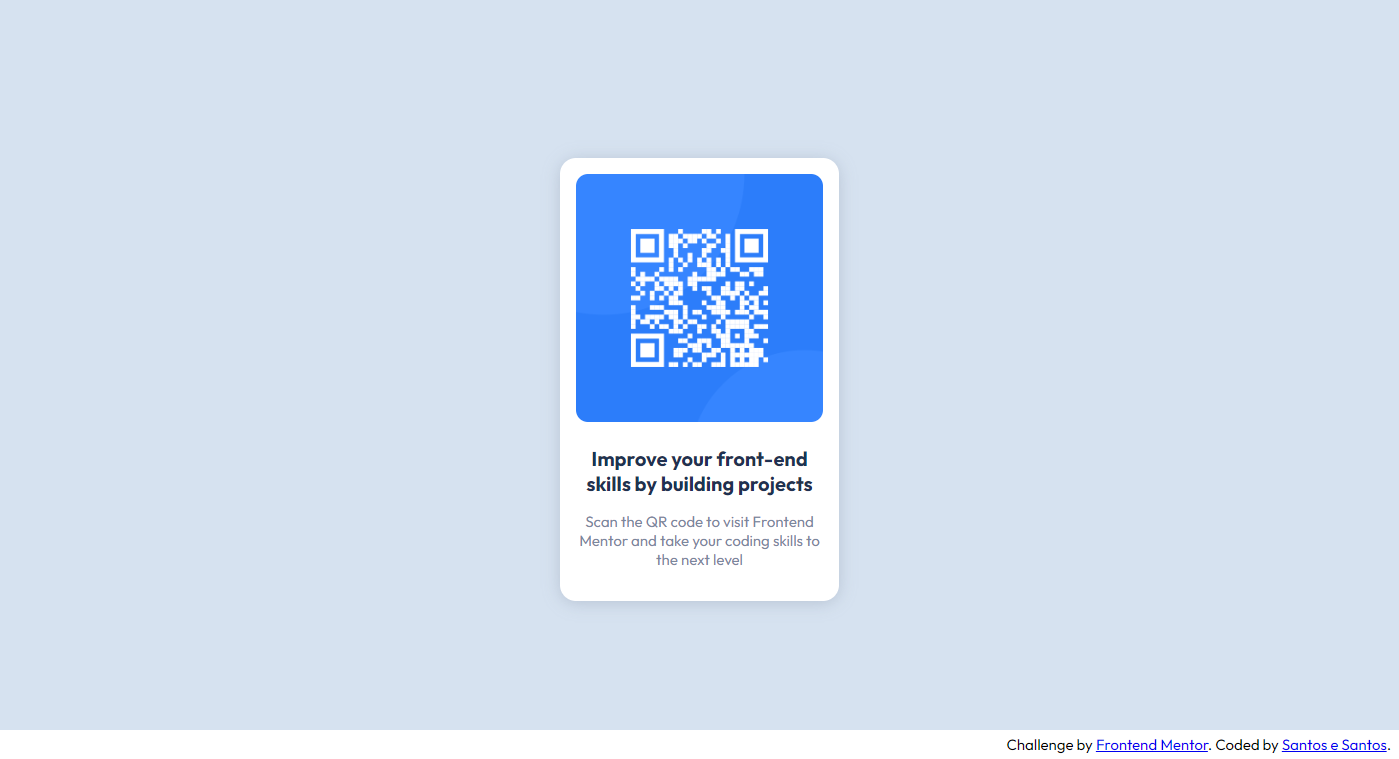 Improve your front-end
skills by building projects
Scan the QR code to visit Frontend
Mentor and take your coding skills to
the next level
Challenge by Frontend Mentor. Coded by Santos e Santos.